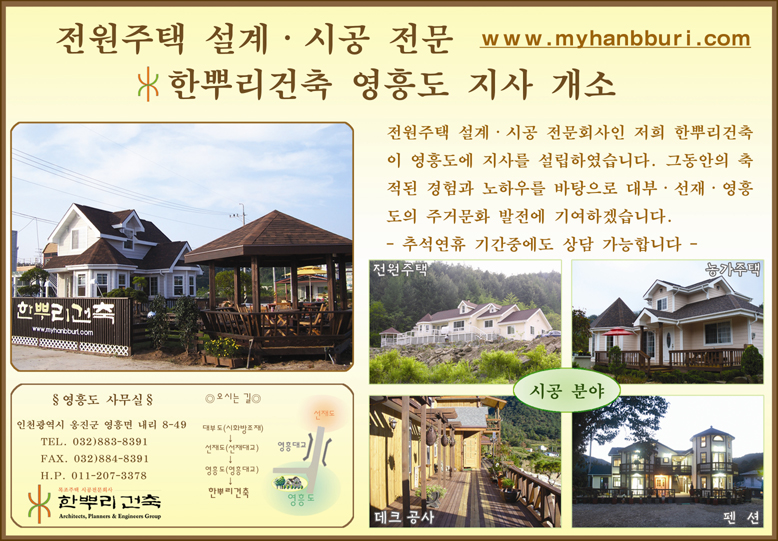 전원주택 설계 · 시공 전문 www.myhanbburi.com
한뿌리건축 영흥도 지사 개소
전원주택 설계 · 시공 전문회사인 저희 한뿌리건축
이 영흥도에 지사를 설립하였습니다. 그동안의 축
적된 경험과 노하우를 바탕으로 대부 · 선재 · 영흥
도의 주거문화 발전에 기여하겠습니다.
- 추석연휴 기간중에도 상담 가능합니다 -
한뿌리건축
www.myhanbburi.com
전원주택
농가주택
시공 분야
데크 공사
펜 션
§ 영흥도 사무실 §
인천광역시 옹진군 영흥면 내리 8-49
TEL. 032)883-8391
FAX. 032)884-8391
H.P. 011-207-3378
목조주택 시공전문회사
한뿌리건축
Architects, Planners & Engineers Group
◎ 오시는 길 ◎
대부도(시화방조제)
↓
선재도(선재대교)
↓
영흥도(영흥대교)
↓
한뿌리건축
선재도
영흥대교
영흥도